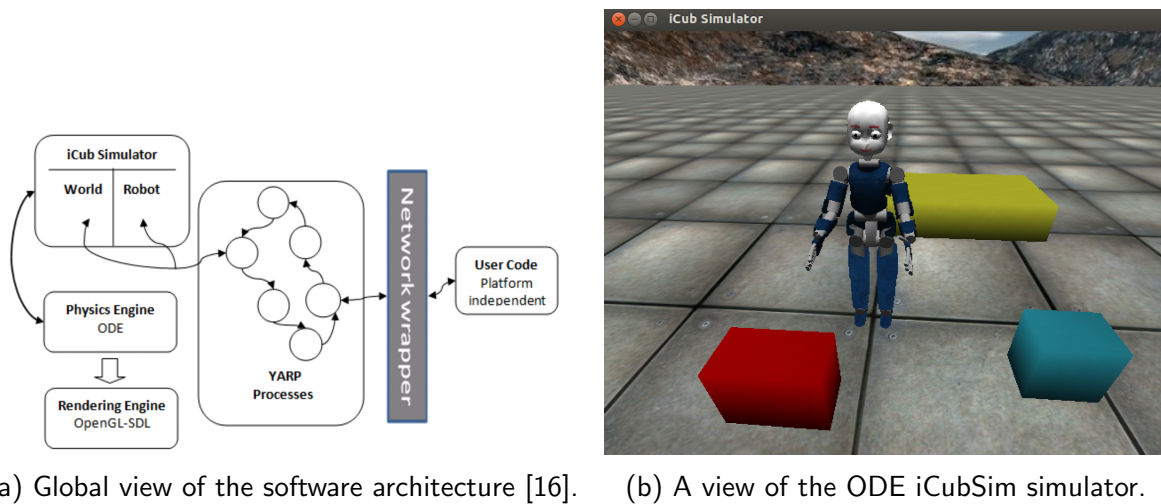 iCub Simulator
iCub Simulator
World Robot
Network wrapper
User Code
Platform
independent
Physics Engine
ODE
YARP
Processes
Rendering Engine
OpenGL-SDL
a) Global view of the software architecture [16].
(b) A view of the ODE iCubSim simulator.